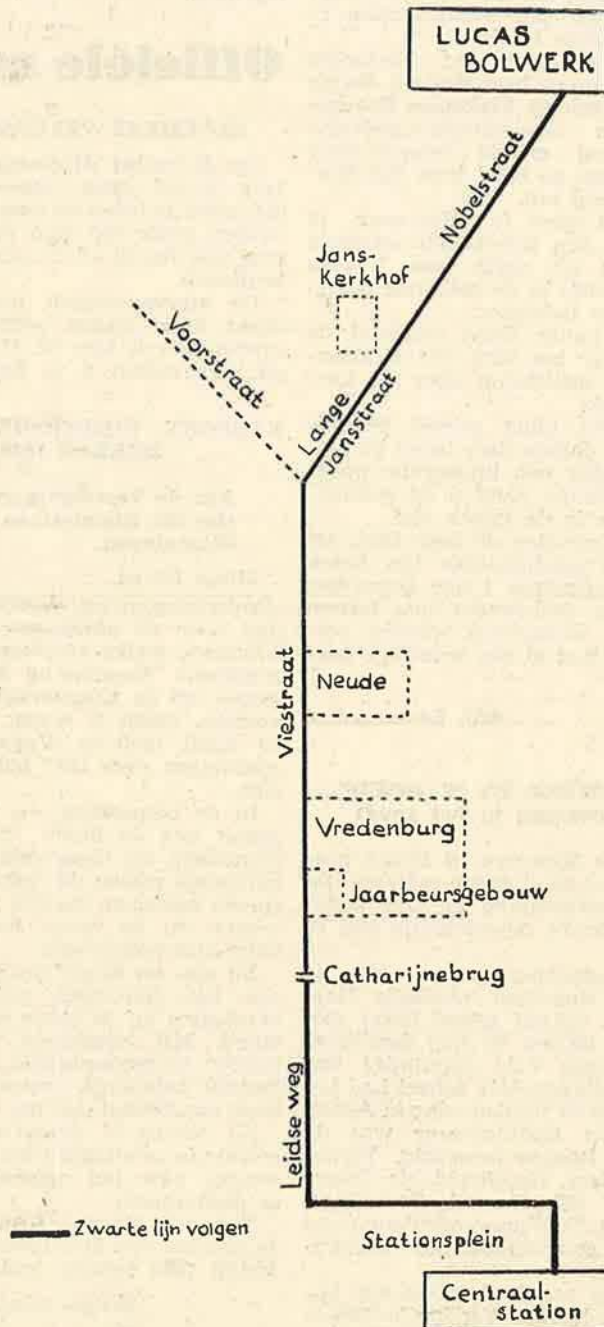 LUCAS
BOLWERK
Nobelstraat
Jans-
Kerkhof
Voorstraat
Lange
Jansstraat
Viestraat
Neude
Vredenburg
Jaarbeursgebouw
Catharijnebrug
Leidse weg
Zwarte lijn volgen
Stationsplein
Centraal-
station